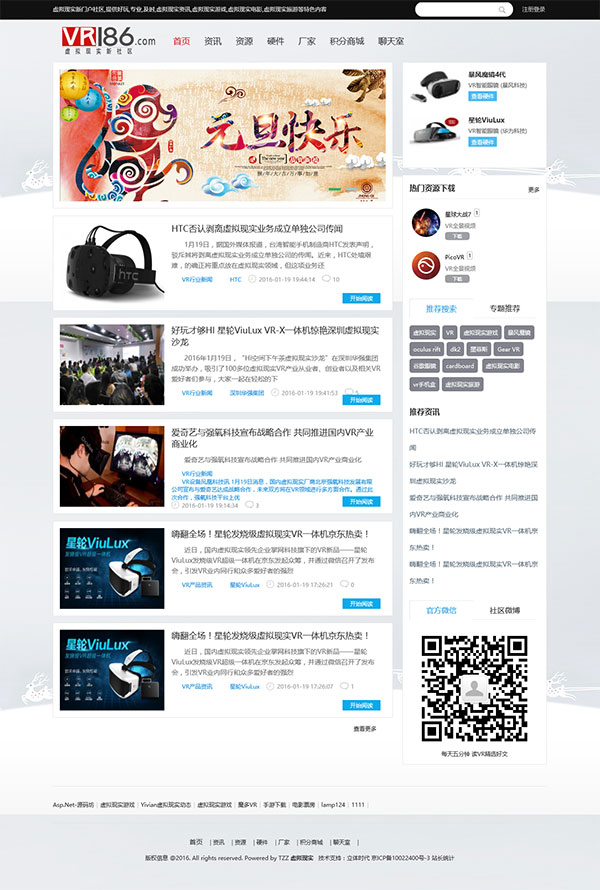 虚拟现实新门户社区,提供好玩,专业,及时,虚拟现实资讯,虚拟现实游戏,虚拟现实电影,虚拟现实旅游等特色内容
注册登录
VR186.com
虚拟现实新社区
首页 资讯 资源 硬件 厂家 积分商城 聊天室
元旦快乐
暴风魔镜4代
VR智能眼镜 (暴风科技)
查看硬件
星轮ViuLux
VR智能眼镜 (华为科技)
查看硬件
热门资源下载 更多
星球大战7
VR全景视频
下载
PicoVR
VR全景视频
下载
推荐搜索 专题推荐
虚拟现实 VR 虚拟现实游戏 暴风魔镜
oculus rift dk2 Gear VR
谷歌眼镜 cardboard 虚拟现实电影
vr手机盒 虚拟现实旅游
推荐资讯
HTC否认剥离虚拟现实业务成立单独公司传闻
好玩才够HI 星轮ViuLux VR-X一体机惊艳深圳虚拟现实沙龙
爱奇艺与强氧科技宣布战略合作 共同推进国内VR产业商业化
嗨翻全场！星轮发烧级虚拟现实VR一体机京东热卖！
嗨翻全场！星轮发烧级虚拟现实VR一体机京东热卖！
官方微信 社区微博
每天五分钟 读VR精选好文
HTC否认剥离虚拟现实业务成立单独公司传闻
1月19日，据国外媒体报道，台湾智能手机制造商HTC发表声明，
驳斥其将剥离虚拟现实业务成立单独公司的传闻。近来，HTC处境艰
难，的确正将重点放在虚拟现实领域，但这项业务还
VR行业新闻 HTC 2016-01-19 19:44:14 10
开始阅读
好玩才够HI 星轮ViuLux VR-X一体机惊艳深圳虚拟现实
沙龙
2016年1月19日，“HI空间下午茶虚拟现实沙龙”在深圳华强集团
成功举办，吸引了100多位虚拟现实VR产业从业者、创业者以及相关VR
爱好者们参与，大家一起在轻松的下
VR行业新闻 深圳华强集团 2016-01-19 19:41:53 5
开始阅读
爱奇艺与强氧科技宣布战略合作 共同推进国内VR产业
商业化
爱奇艺与强氧科技宣布战略合作 共同推进国内VR产业商业化
VR行业新闻
VR设备凤凰科技讯 1月19日消息，国内虚拟现实厂商北京强氧科技发展有限
公司宣布与爱奇艺达成战略合作，未来双方将在VR领域进行多方面合作。通过此
次合作，强氧科技平台上优
2016-01-19 19:14:34 3
开始阅读
嗨翻全场！星轮发烧级虚拟现实VR一体机京东热卖！
近日，国内虚拟现实领先企业掌网科技旗下的VR新品——星轮
ViuLux发烧级VR超级一体机在京东发起众筹，并通过微信召开了发布
会，引发VR业内同行和众多爱好者的强烈
VR产品资讯 星轮ViuLux 2016-01-19 17:26:21 0
开始阅读
星轮ViuLux
嗨翻全场！星轮发烧级虚拟现实VR一体机京东热卖！
近日，国内虚拟现实领先企业掌网科技旗下的VR新品——星轮
ViuLux发烧级VR超级一体机在京东发起众筹，并通过微信召开了发布
会，引发VR业内同行和众多爱好者的强烈
VR产品资讯 星轮ViuLux 2016-01-19 17:26:07 1
开始阅读
星轮ViuLux
查看更多
Asp.Net-源码坊 | 虚拟现实游戏 | Yivian虚拟现实动态 | 虚拟现实游戏 | 魔多VR | 手游下载 | 电影票房 | lamp124 | 1111 |
首页 | 资讯 | 资源 | 硬件 | 厂家 | 积分商城 | 聊天室 |
版权信息 @2016. All rights reserved. Powered by TZZ 虚拟现实 技术支持：立体时代 京ICP备10022400号-3 站长统计